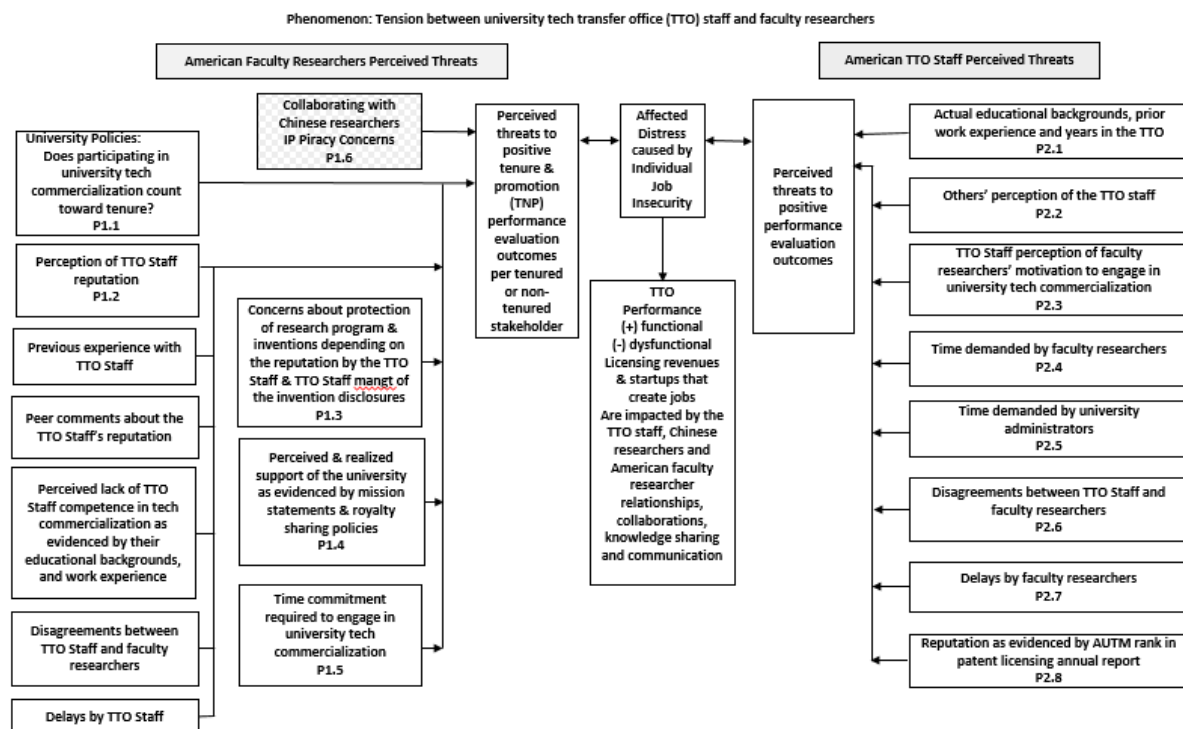 Phenomenon: Tension between university tech transfer office (TTO) staff and faculty researchers
American Faculty Researchers Perceived Threats
American TTO Staff Perceived Threats
Collaborating with
Chinese researchers
IP Piracy Concerns
P1.6
University Policies:
Does participating in
university tech
commercialization count
toward tenure?
P1.1
Perception of TTO Staff
reputation
P1.2
Previous experience with
TTO Staff
Peer comments about the
TTO Staff's reputation
Perceived lack of TTO
Staff competence in tech
commercialization as
evidenced by their
educational backgrounds,
and work experience
Disagreements between
TTO Staff and faculty
researchers
Delays by TTO Staff
Concerns about protection
of research program &
inventions depending on
the reputation by the TTO
Staff & TTO Staff mangt of
the invention disclosures
P1.3
Perceived & realized
support of the university
as evidenced by mission
statements & royalty
sharing policies
P1.4
Time commitment
required to engage in
university tech
commercialization
P1.5
Perceived
threats to
positive
tenure &
promotion
(TNP)
performance
evaluation
outcomes
per tenured
or non-
tenured
stakeholder
Affected
Distress
caused by
Individual
Job
Insecurity
TTO
Performance
(+) functional
(-) dysfunctional
Licensing revenues
& startups that
create jobs
Are impacted by the
TTO staff, Chinese
researchers and
American faculty
researcher
relationships,
collaborations,
knowledge sharing
and communication
Perceived
threats to
positive
performance
evaluation
outcomes
Actual educational backgrounds, prior
work experience and years in the TTO
P2.1
Others' perception of the TTO staff
P2.2
TTO Staff perception of faculty
researchers' motivation to engage in
university tech commercialization
P2.3
Time demanded by faculty researchers
P2.4
Time demanded by university
administrators
P2.5
Disagreements between TTO Staff and
faculty researchers
P2.6
Delays by faculty researchers
P2.7
Reputation as evidenced by AUTM rank in
patent licensing annual report
P2.8